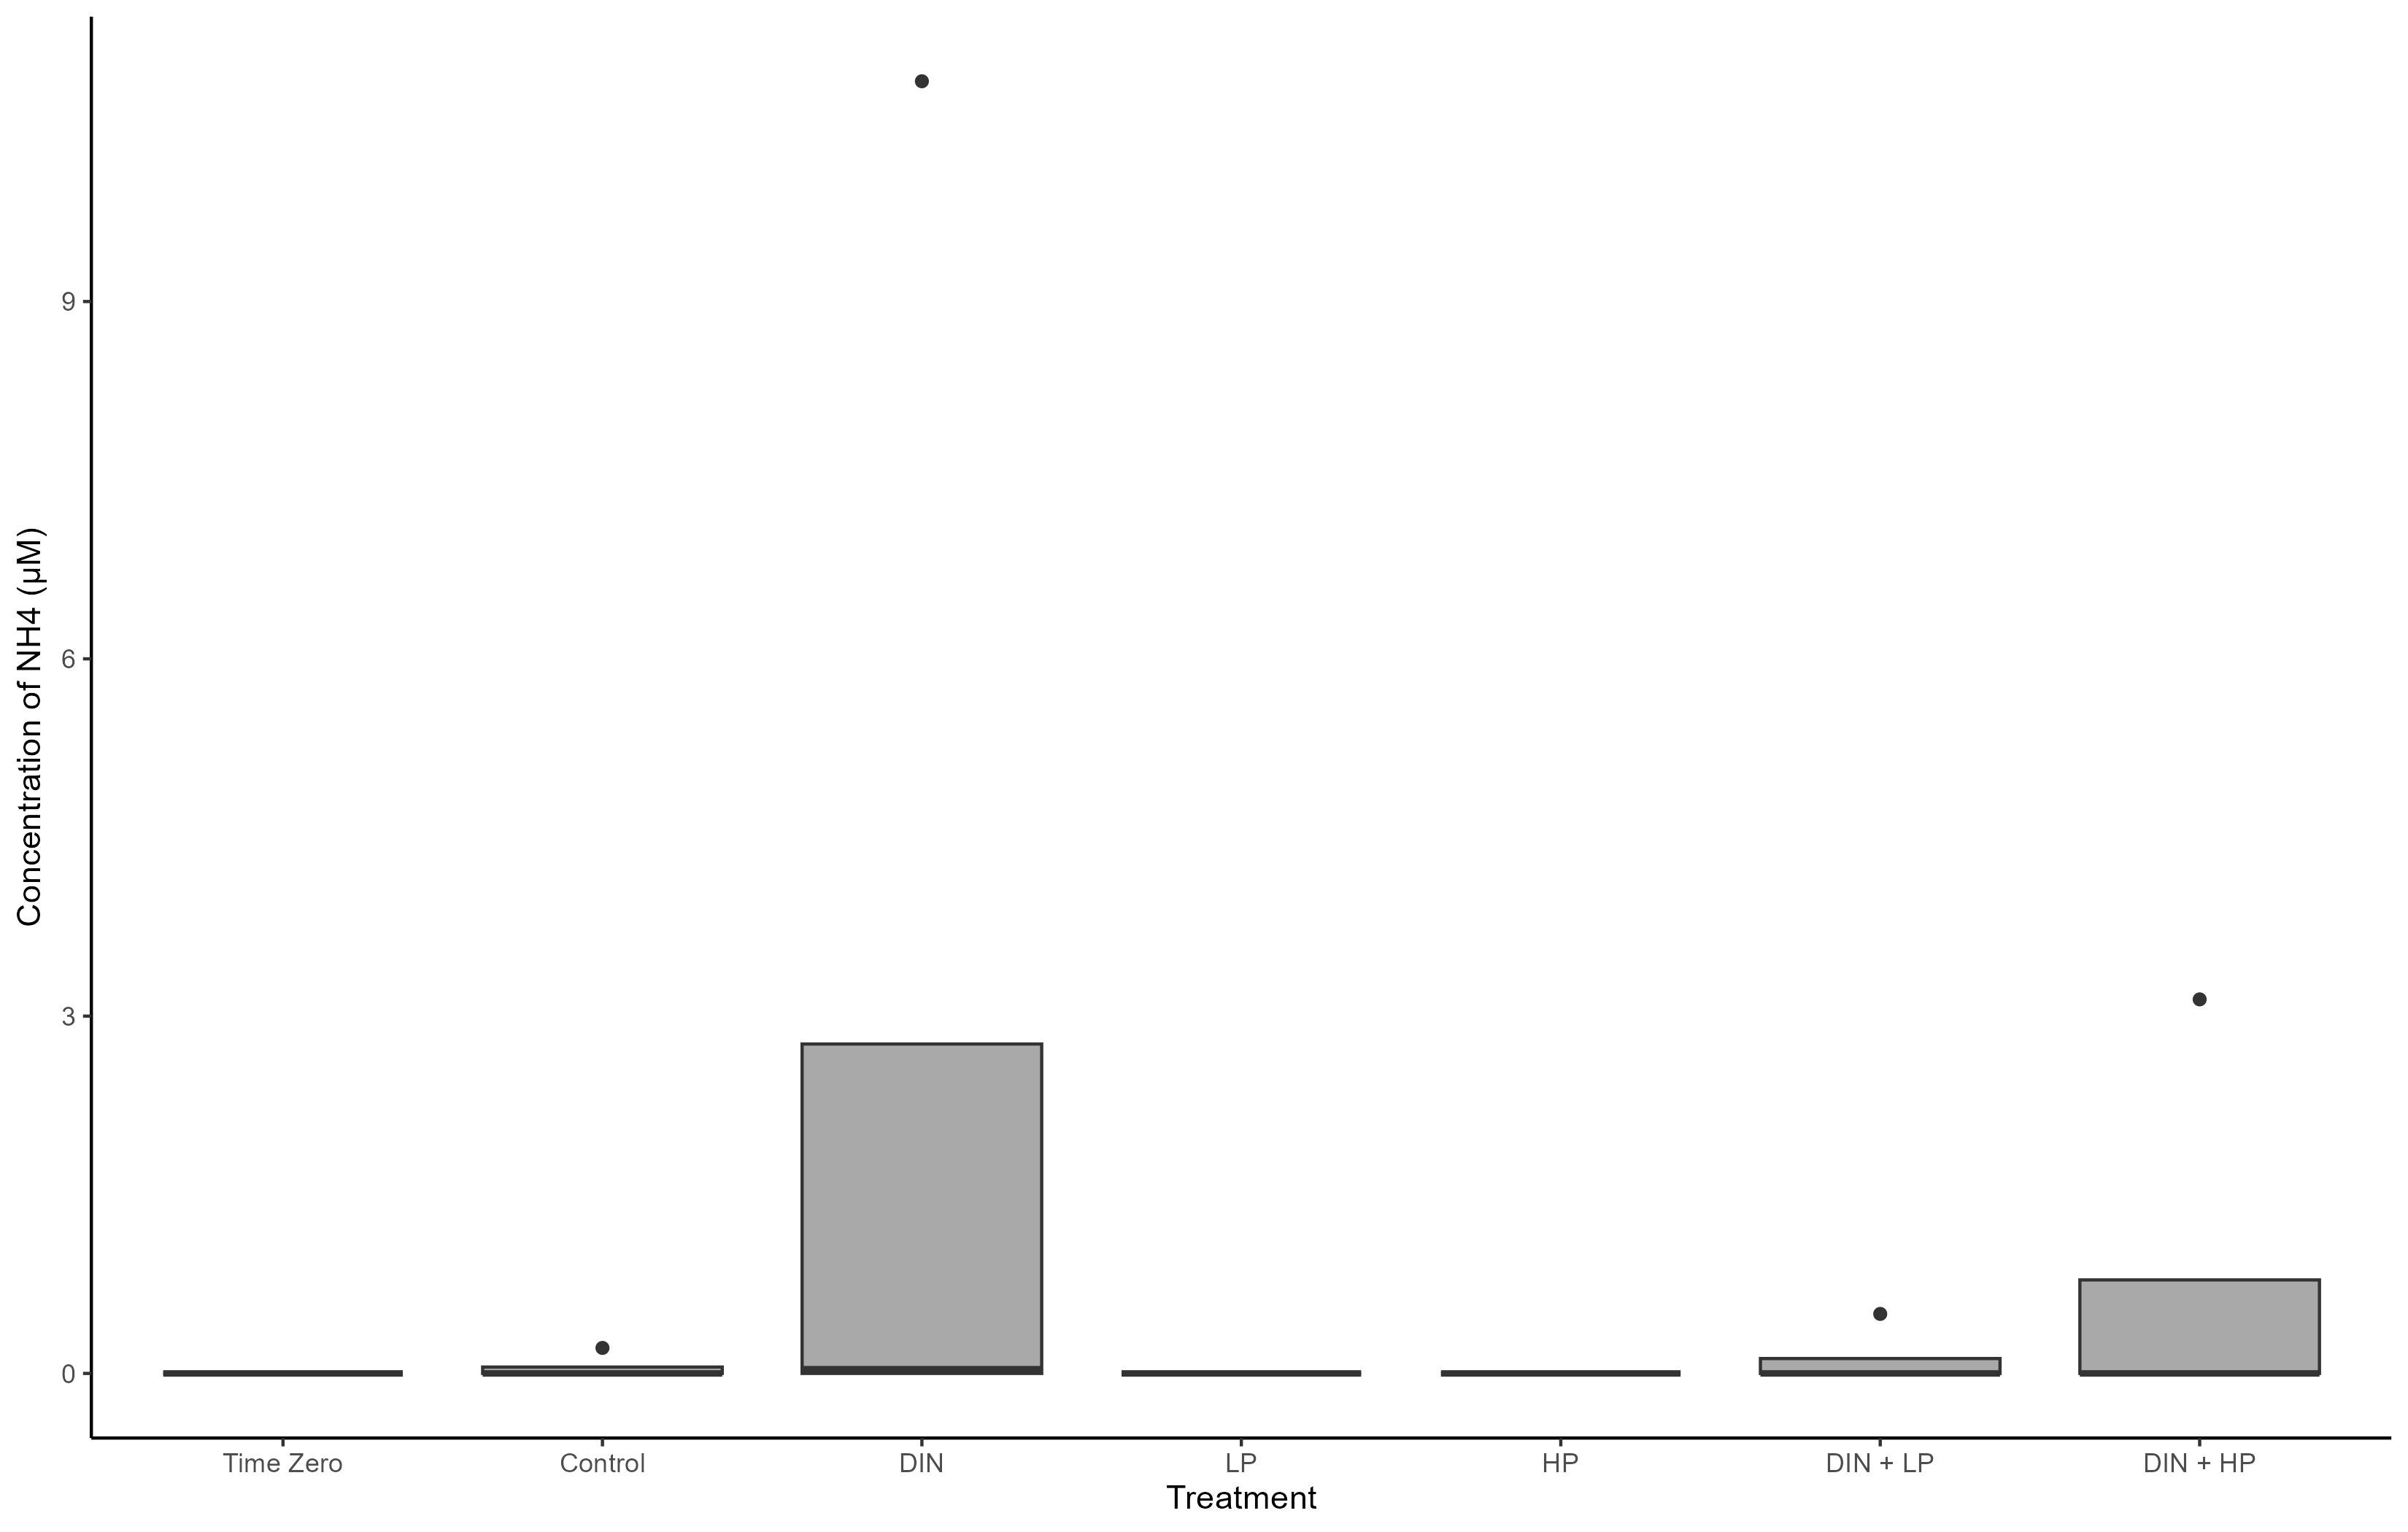 Concentration of NH4 (µM)
9
6
3
0
Time Zero Control DIN LP HP DIN + LP DIN + HP
Treatment